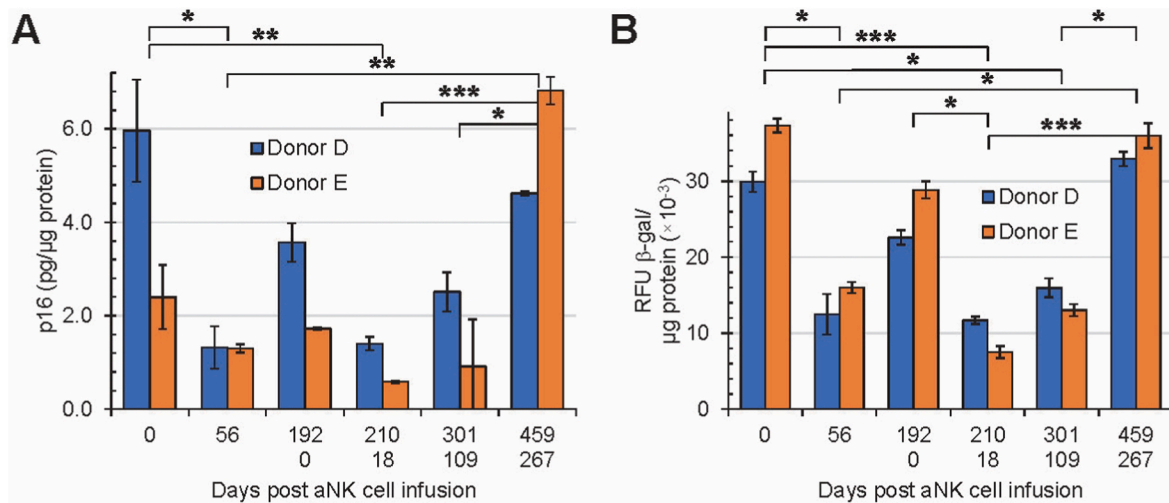 A
*
**
**
***
*
6.0
4.0
2.0
0.0
p16 (pg/µg protein)
Donor D
Donor E
0 56 192 210 301 459
0 18 109 267
Days post aNK cell infusion
B
* *
***
*
*
*
***
30
20
10
0
RFU β-gal/
µg protein (×10⁻³)
Donor D
Donor E
0 56 192 210 301 459
0 18 109 267
Days post aNK cell infusion